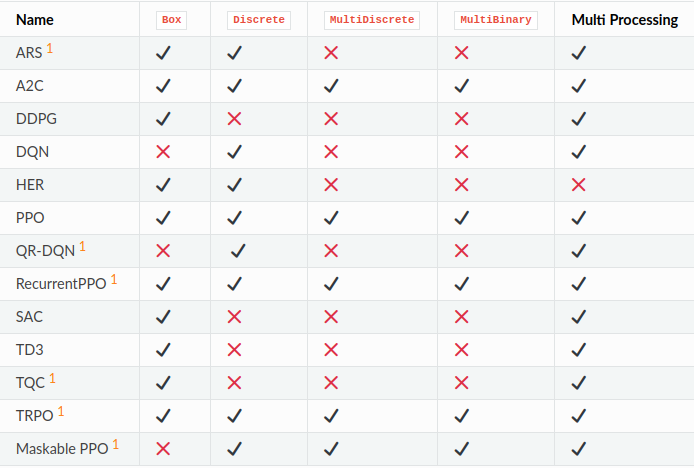 Name Box Discrete MultiDiscrete MultiBinary Multi Processing
ARS 1 ✓ ✓ ✗ ✗ ✓
A2C ✓ ✓ ✓ ✓ ✓
DDPG ✓ ✗ ✗ ✗ ✓
DQN ✗ ✓ ✗ ✗ ✓
HER ✓ ✓ ✗ ✗ ✗
PPO ✓ ✓ ✓ ✓ ✓
QR-DQN 1 ✗ ✓ ✗ ✗ ✓
RecurrentPPO 1 ✓ ✓ ✓ ✓ ✓
SAC ✓ ✗ ✗ ✗ ✓
TD3 ✓ ✗ ✗ ✗ ✓
TQC 1 ✓ ✗ ✗ ✗ ✓
TRPO 1 ✓ ✓ ✓ ✓ ✓
Maskable PPO 1 ✗ ✓ ✓ ✓ ✓